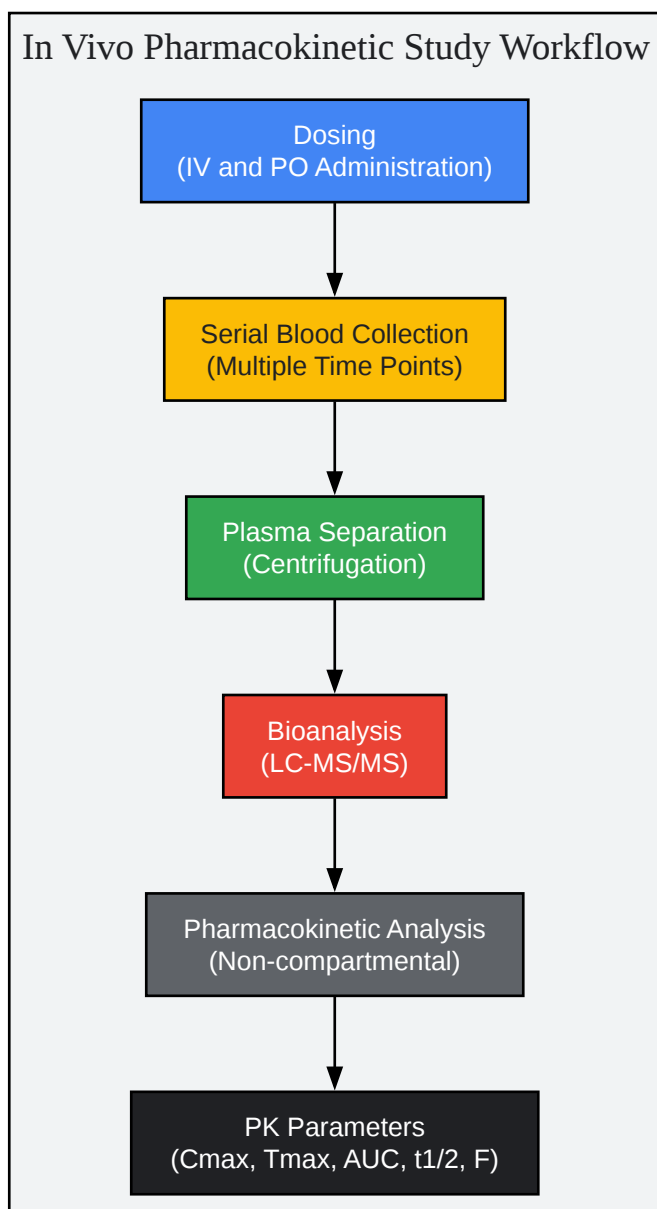 In Vivo Pharmacokinetic Study Workflow
Dosing
(IV and PO Administration)
Serial Blood Collection
(Multiple Time Points)
Plasma Separation
(Centrifugation)
Bioanalysis
(LC-MS/MS)
Pharmacokinetic Analysis
(Non-compartmental)
PK Parameters
(Cmax, Tmax, AUC, t1/2, F)